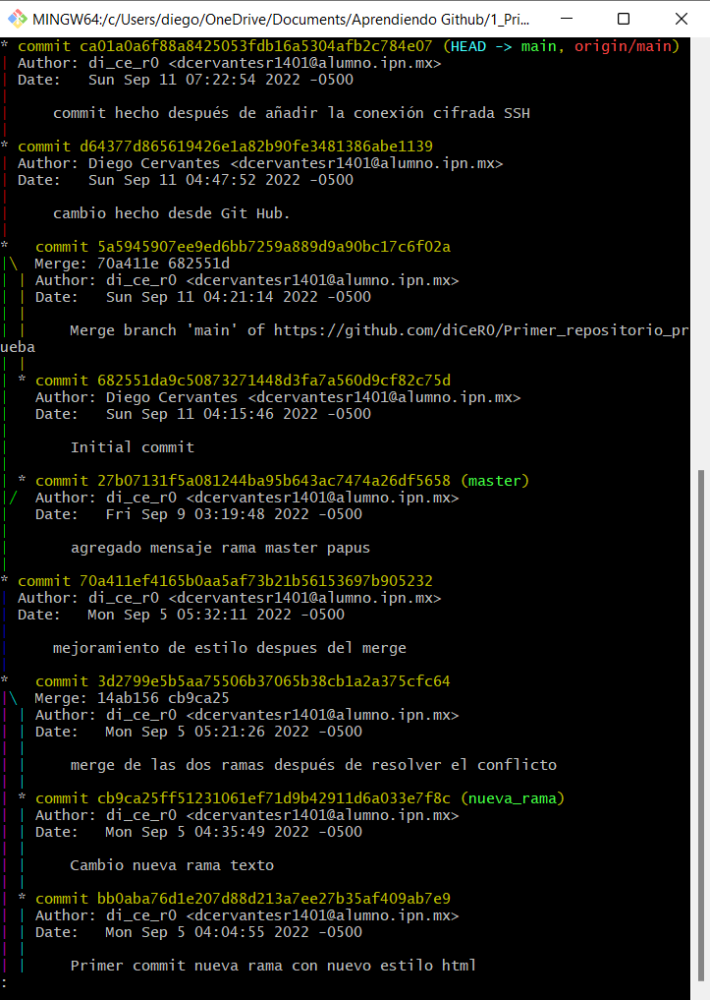 MINGW64:/c/Users/diego/OneDrive/Documents/Aprendiendo Github/1_Pri...
* commit ca01a0a6f88a8425053fdb16a5304afb2c784e07 (HEAD -> main, origin/main)
| Author: di_ce_r0 <dcervantesr1401@alumno.ipn.mx>
| Date:   Sun Sep 11 07:22:54 2022 -0500
|
|     commit hecho después de añadir la conexión cifrada SSH
|
* commit d64377d865619426e1a82b90fe3481386abe1139
| Author: Diego Cervantes <dcervantesr1401@alumno.ipn.mx>
| Date:   Sun Sep 11 04:47:52 2022 -0500
|
|     cambio hecho desde Git Hub.
|
*   commit 5a5945907ee9ed6bb7259a889d9a90bc17c6f02a
|\  Merge: 70a411e 682551d
| | Author: di_ce_r0 <dcervantesr1401@alumno.ipn.mx>
| | Date:   Sun Sep 11 04:21:14 2022 -0500
| |
| |     Merge branch 'main' of https://github.com/diCeR0/Primer_repositorio_pr
ueba
| |
| * commit 682551da9c50873271448d3fa7a560d9cf82c75d
|   Author: Diego Cervantes <dcervantesr1401@alumno.ipn.mx>
|   Date:   Sun Sep 11 04:15:46 2022 -0500
|
|       Initial commit
|
| * commit 27b07131f5a081244ba95b643ac7474a26df5658 (master)
|/  Author: di_ce_r0 <dcervantesr1401@alumno.ipn.mx>
|   Date:   Fri Sep 9 03:19:48 2022 -0500
|
|       agregado mensaje rama master papus
|
* commit 70a411ef4165b0aa5af73b21b56153697b905232
| Author: di_ce_r0 <dcervantesr1401@alumno.ipn.mx>
| Date:   Mon Sep 5 05:32:11 2022 -0500
|
|     mejoramiento de estilo despues del merge
|
*   commit 3d2799e5b5aa75506b37065b38cb1a2a375cfc64
|\  Merge: 14ab156 cb9ca25
| | Author: di_ce_r0 <dcervantesr1401@alumno.ipn.mx>
| | Date:   Mon Sep 5 05:21:26 2022 -0500
| |
| |     merge de las dos ramas después de resolver el conflicto
| |
| * commit cb9ca25ff51231061ef71d9b42911d6a033e7f8c (nueva_rama)
| | Author: di_ce_r0 <dcervantesr1401@alumno.ipn.mx>
| | Date:   Mon Sep 5 04:35:49 2022 -0500
| |
| |     Cambio nueva rama texto
| |
| * commit bb0aba76d1e207d88d213a7ee27b35af409ab7e9
| | Author: di_ce_r0 <dcervantesr1401@alumno.ipn.mx>
| | Date:   Mon Sep 5 04:04:55 2022 -0500
| |
| |     Primer commit nueva rama con nuevo estilo html
: